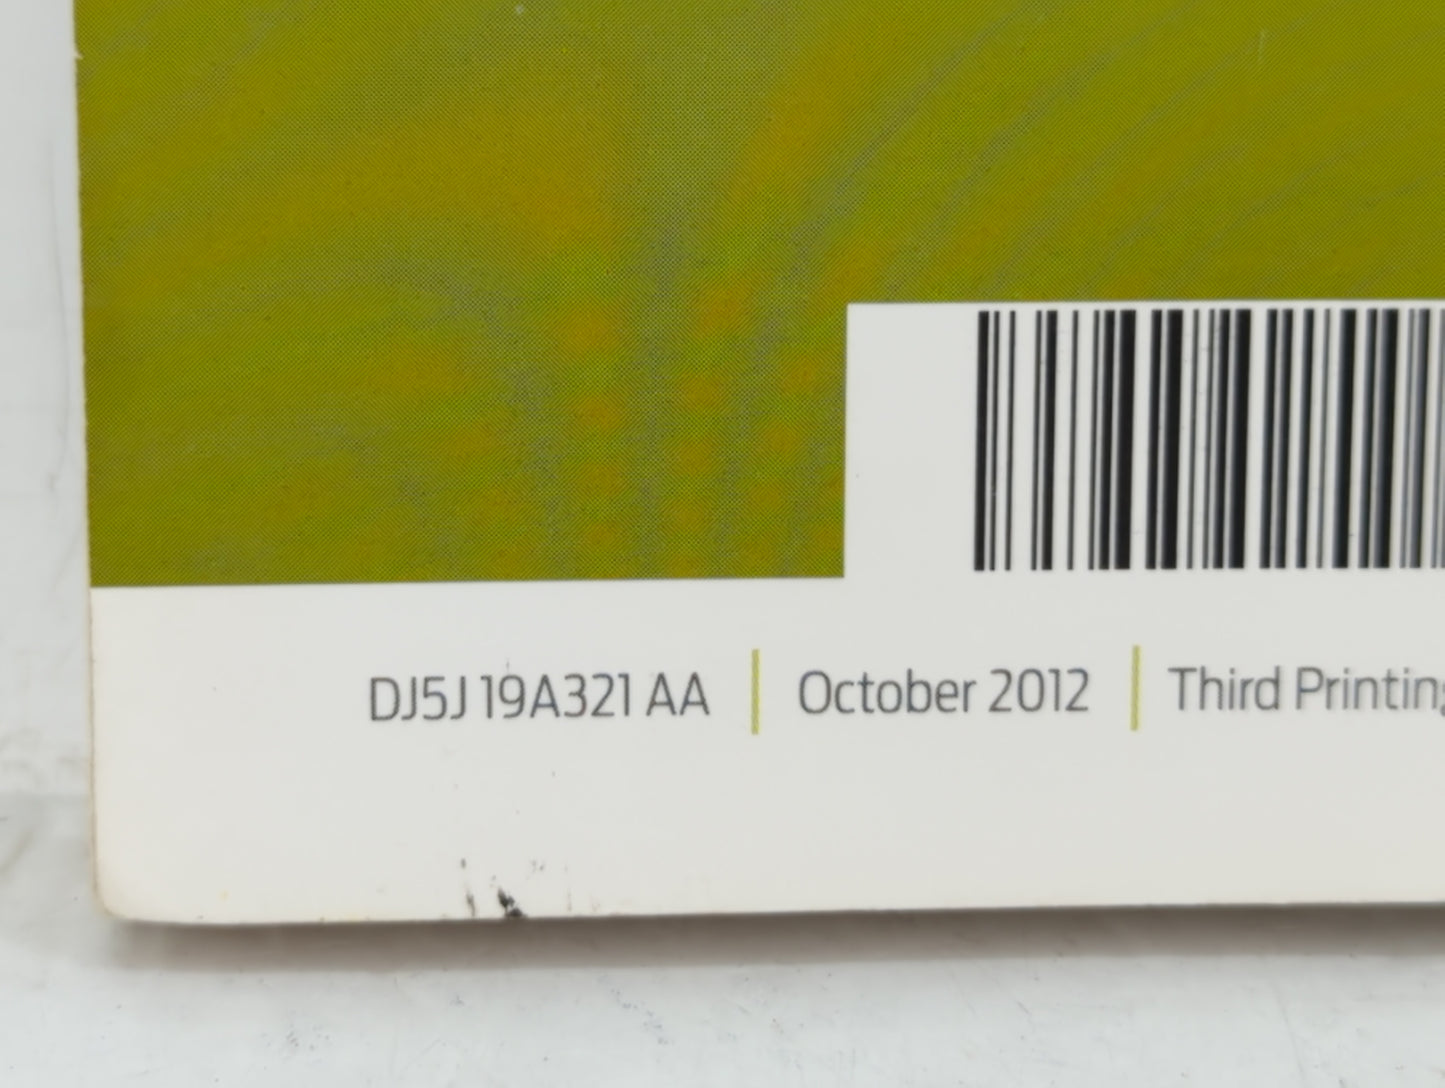 DJ5J 19A321 AA | October 2012 | Third Printing